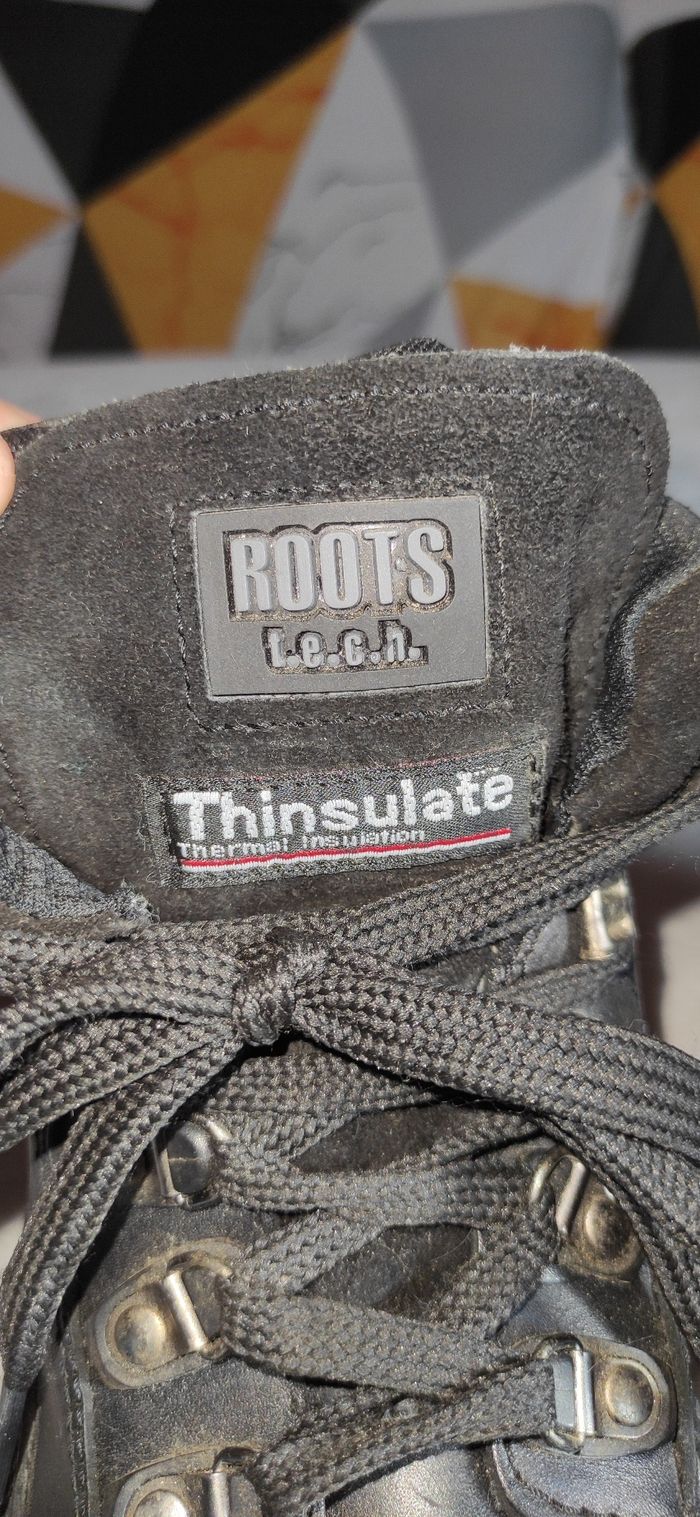 ROOTS
t.e.c.h.
Thinsulate
Thermal Insulation